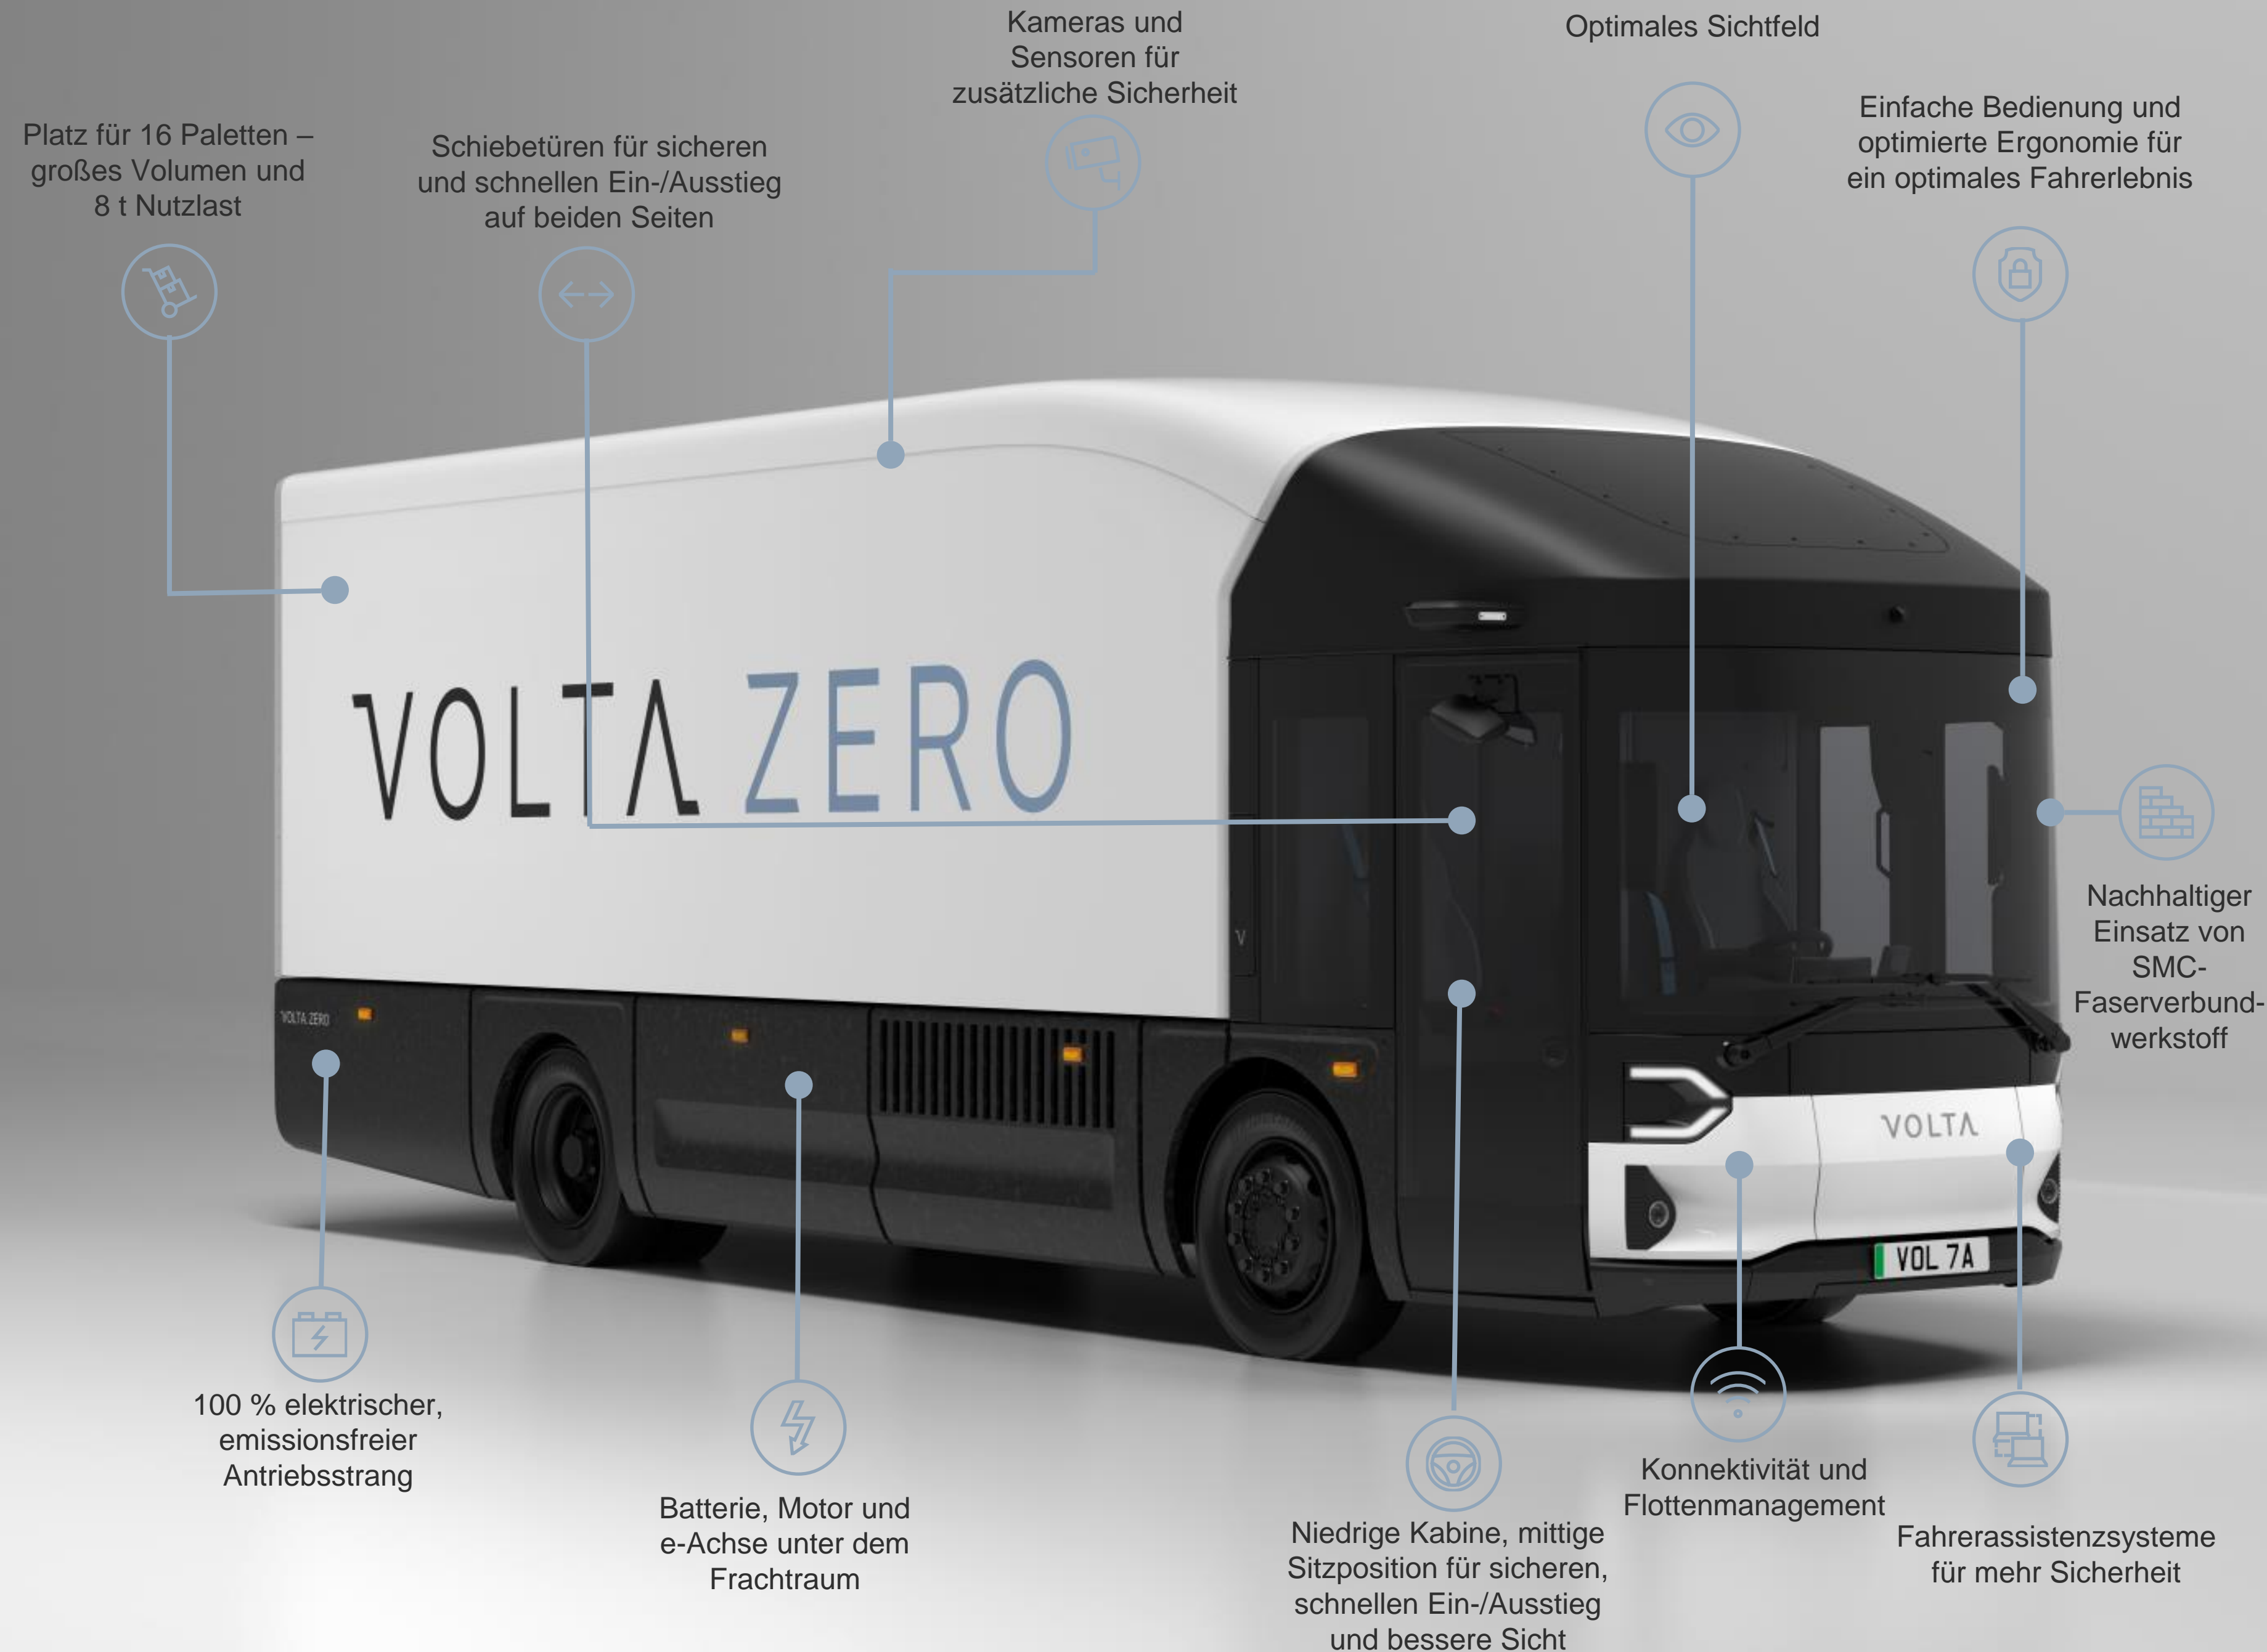 Kameras und
Sensoren für
zusätzliche Sicherheit
Optimales Sichtfeld
Einfache Bedienung und
optimierte Ergonomie für
ein optimales Fahrerlebnis
Platz für 16 Paletten –
großes Volumen und
8 t Nutzlast
Schiebetüren für sicheren
und schnellen Ein-/Ausstieg
auf beiden Seiten
VOLTA ZERO
Nachhaltiger
Einsatz von
SMC-
Faserverbund-
werkstoff
V
VOLTA ZERO
VOLTA
VOL 7A
100 % elektrischer,
emissionsfreier
Antriebsstrang
Batterie, Motor und
e-Achse unter dem
Frachtraum
Niedrige Kabine, mittige
Sitzposition für sicheren,
schnellen Ein-/Ausstieg
und bessere Sicht
Konnektivität und
Flottenmanagement
Fahrerassistenzsysteme
für mehr Sicherheit